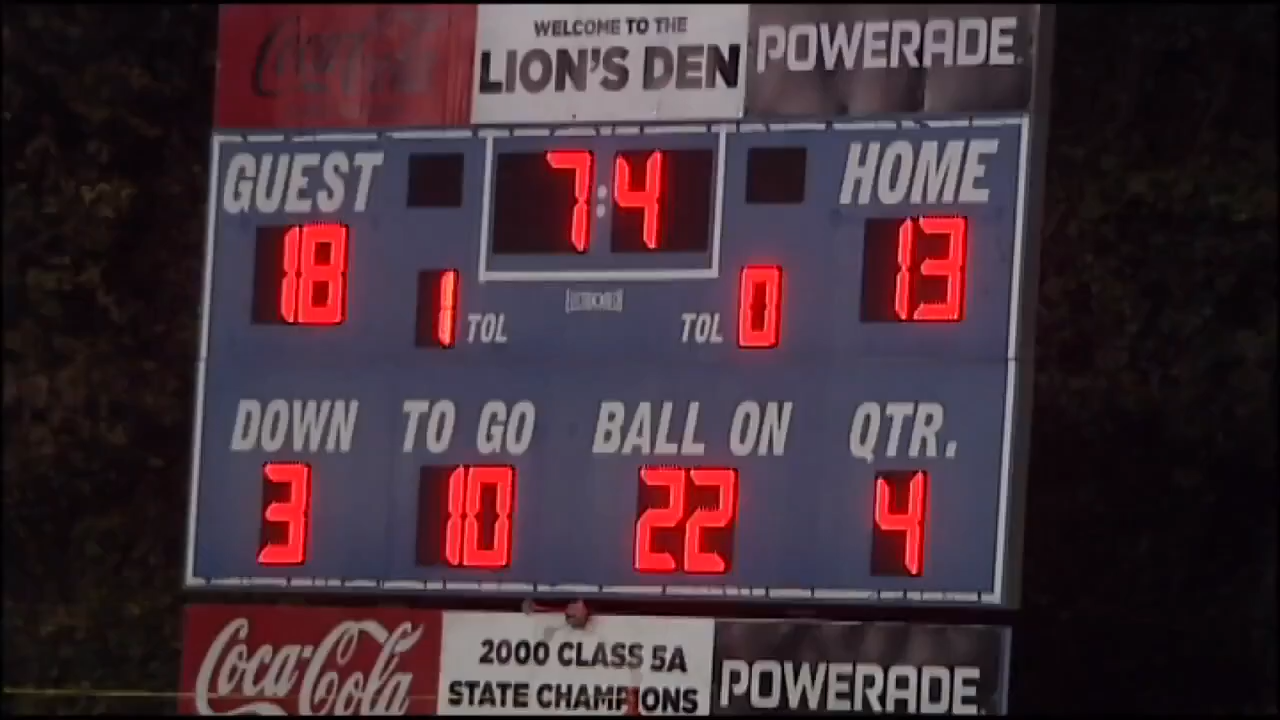 Coca-Cola
WELCOME TO THE
LION'S DEN
POWERADE
GUEST
7:4
HOME
18
13
1 TOL
TOL 0
DOWN TO GO BALL ON QTR.
3 10 22 4
Coca-Cola
2000 CLASS 5A
STATE CHAMPIONS
POWERADE